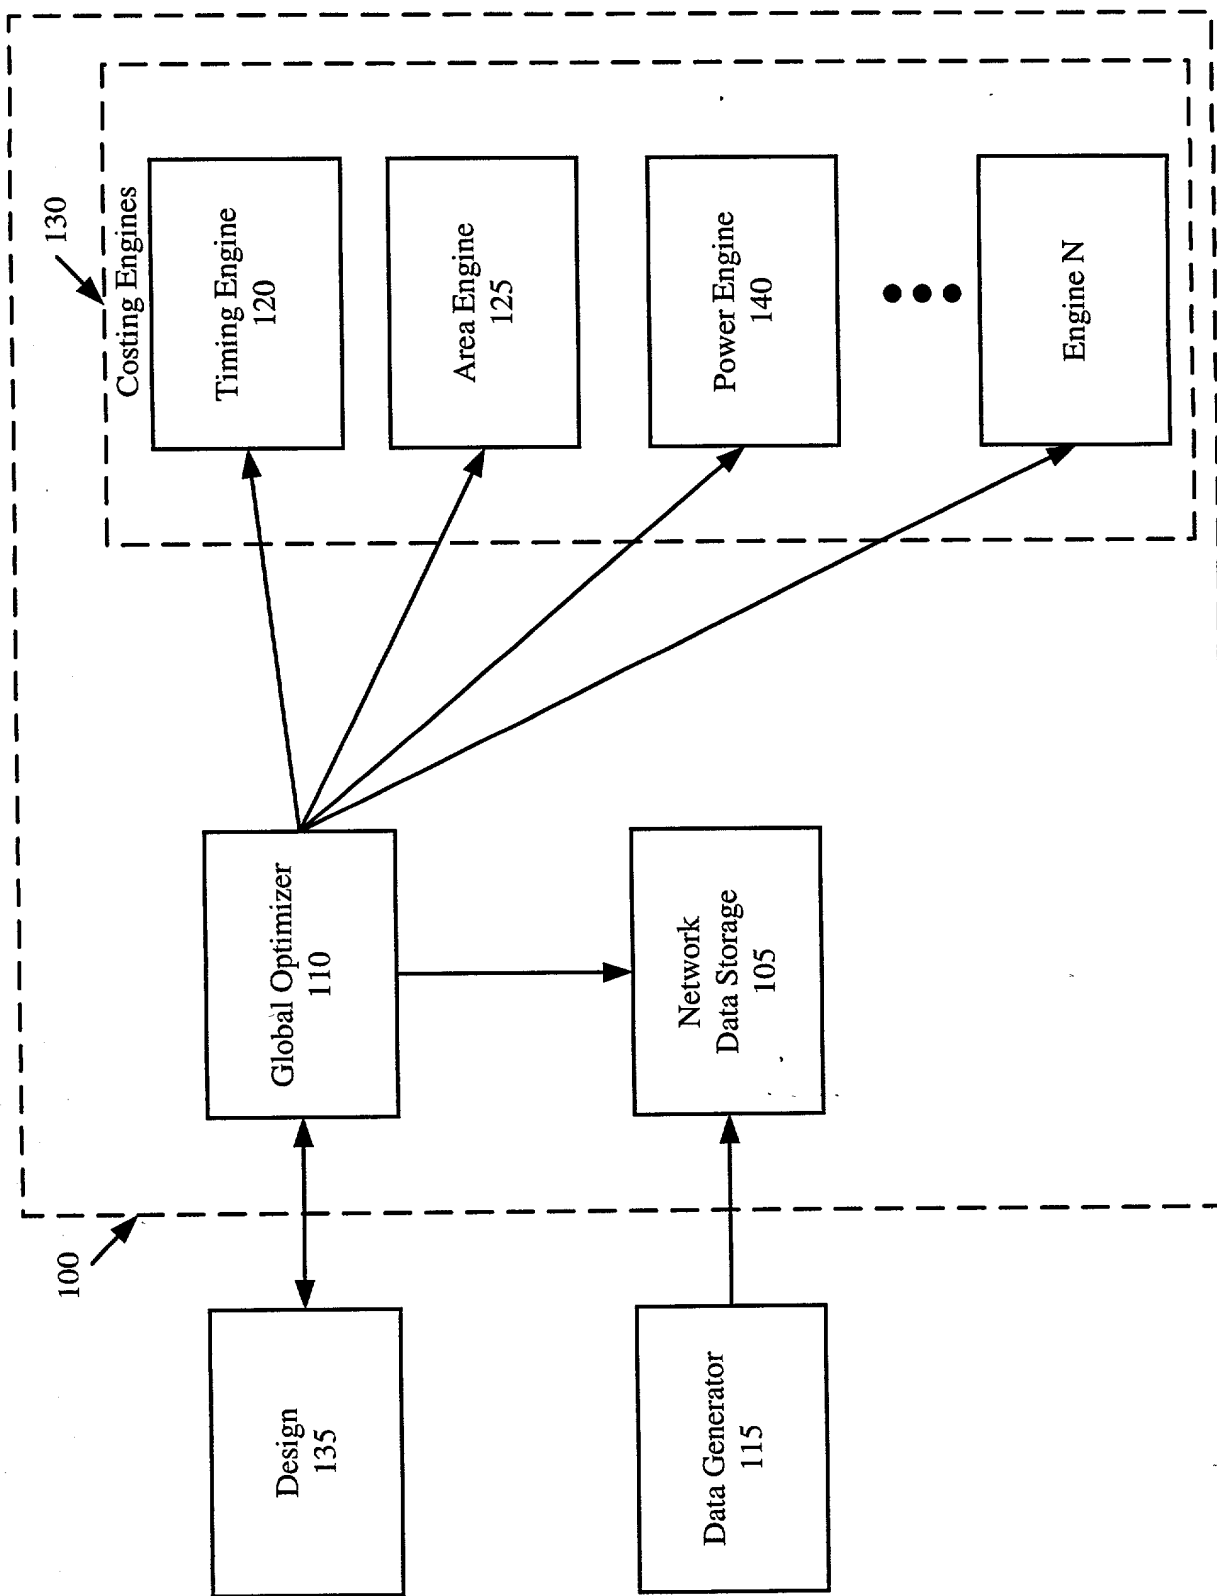 100
130
Costing Engines
Design
135
Global Optimizer
110
Timing Engine
120
Area Engine
125
Data Generator
115
Network
Data Storage
105
Power Engine
140
Engine N